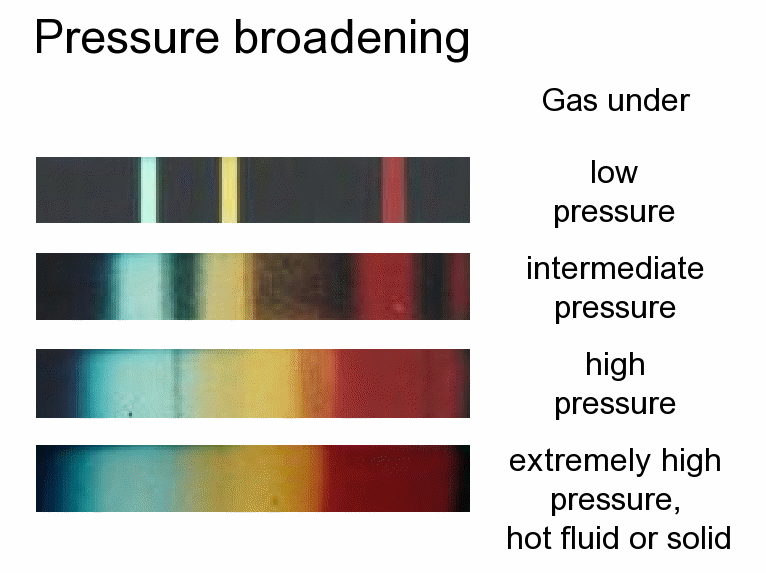 Pressure broadening
Gas under
low
pressure
intermediate
pressure
high
pressure
extremely high
pressure,
hot fluid or solid